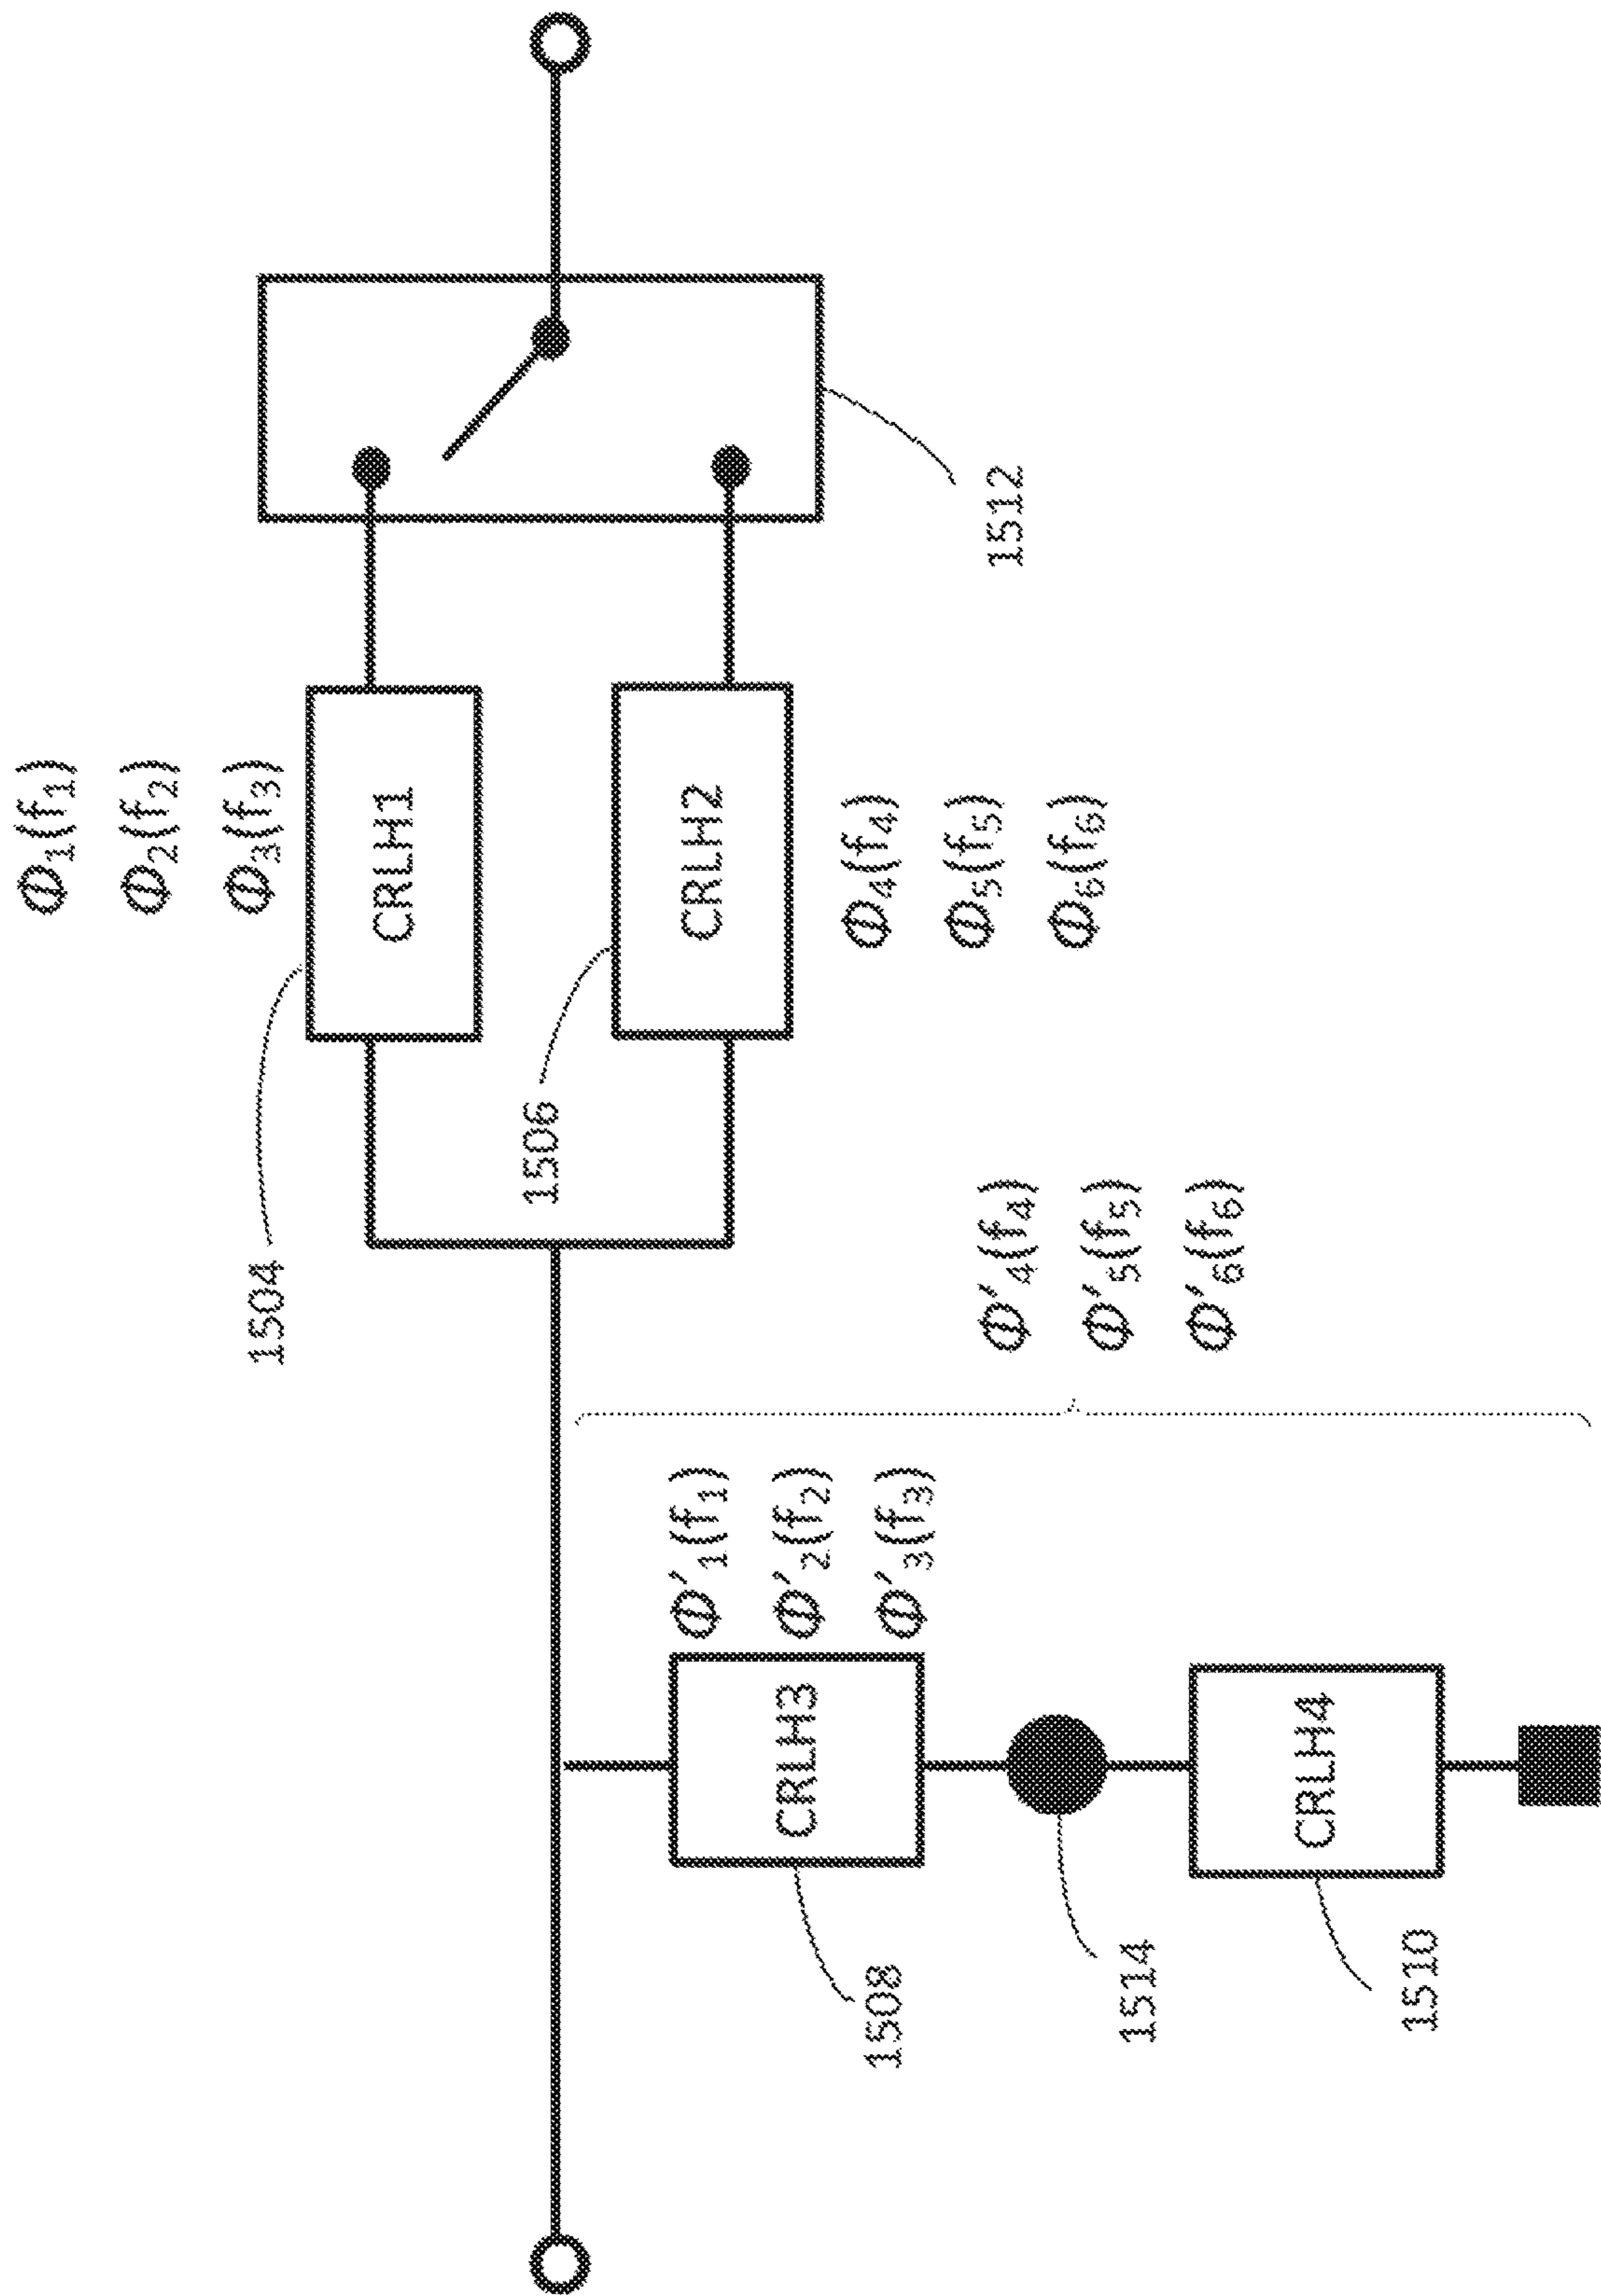 Φ₁(f₁)
Φ₂(f₂)
Φ₃(f₃)
1504
CRLH1
1506
CRLH2
Φ₄(f₄)
Φ₅(f₅)
Φ₆(f₆)
1512
Φ'₁(f₁)
Φ'₂(f₂)
Φ'₃(f₃)
CRLH3
1508
Φ'₄(f₄)
Φ'₅(f₅)
Φ'₆(f₆)
1514
CRLH4
1510